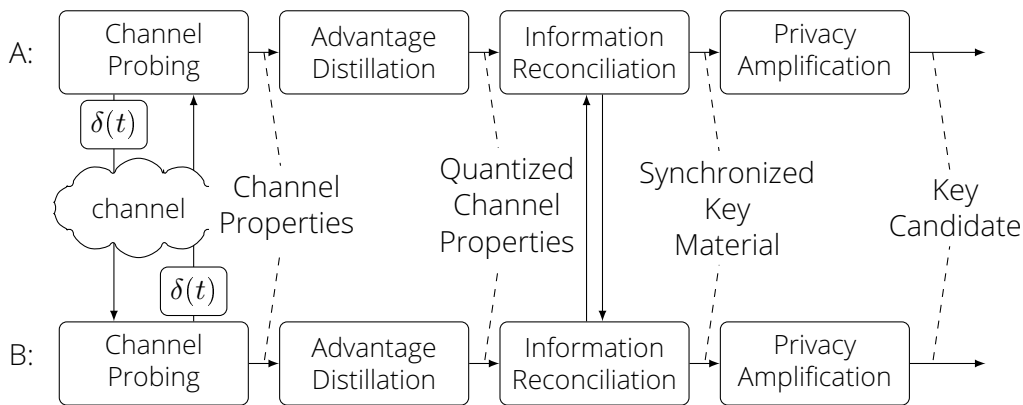 A:
Channel
Probing
Advantage
Distillation
Information
Reconciliation
Privacy
Amplification
δ(t)
channel
Channel
Properties
Quantized
Channel
Properties
Synchronized
Key
Material
Key
Candidate
δ(t)
B:
Channel
Probing
Advantage
Distillation
Information
Reconciliation
Privacy
Amplification